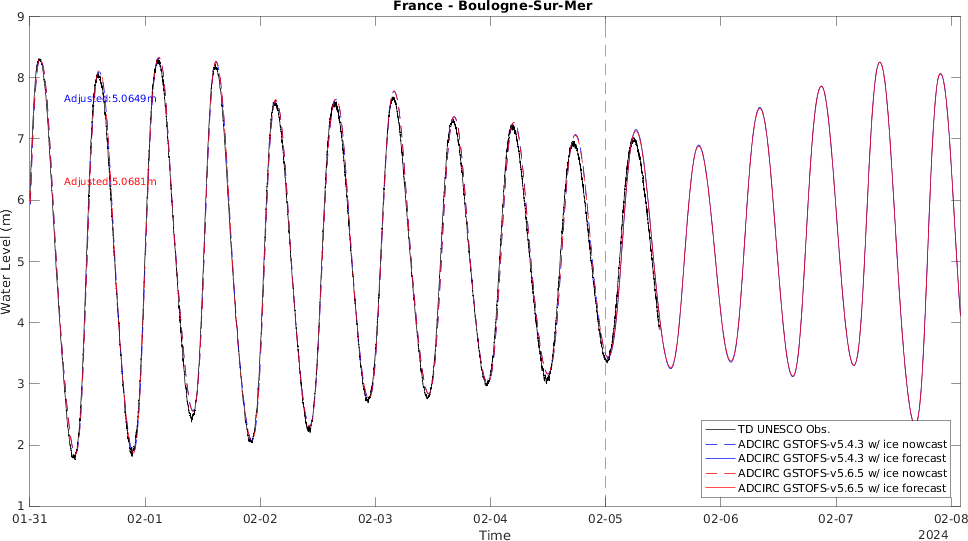 France - Boulogne-Sur-Mer
9
8
Adjusted:5.0649m
7
Adjusted:5.0681m
6
Water Level (m)
5
4
3
2
1
TD UNESCO Obs.
ADCIRC GSTOFS-v5.4.3 w/ ice nowcast
ADCIRC GSTOFS-v5.4.3 w/ ice forecast
ADCIRC GSTOFS-v5.6.5 w/ ice nowcast
ADCIRC GSTOFS-v5.6.5 w/ ice forecast
01-31 02-01 02-02 02-03 02-04 02-05 02-06 02-07 02-08
Time
2024